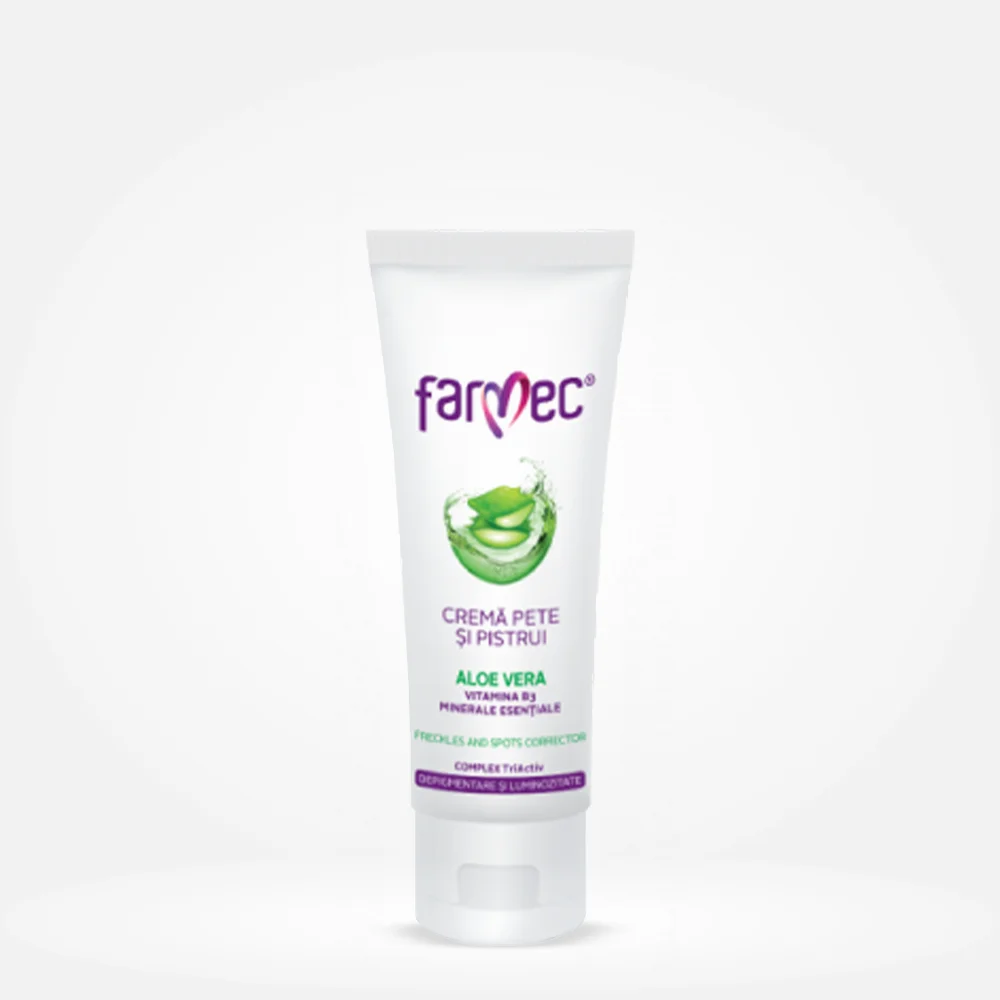 farmec®
CREMĂ PETE
ȘI PISTRUI
ALOE VERA
VITAMINA B3
MINERALE ESENȚIALE
FRECKLES AND SPOTS CORRECTOR
COMPLEX TriActiv
DEPIGMENTARE ȘI LUMINOZITATE